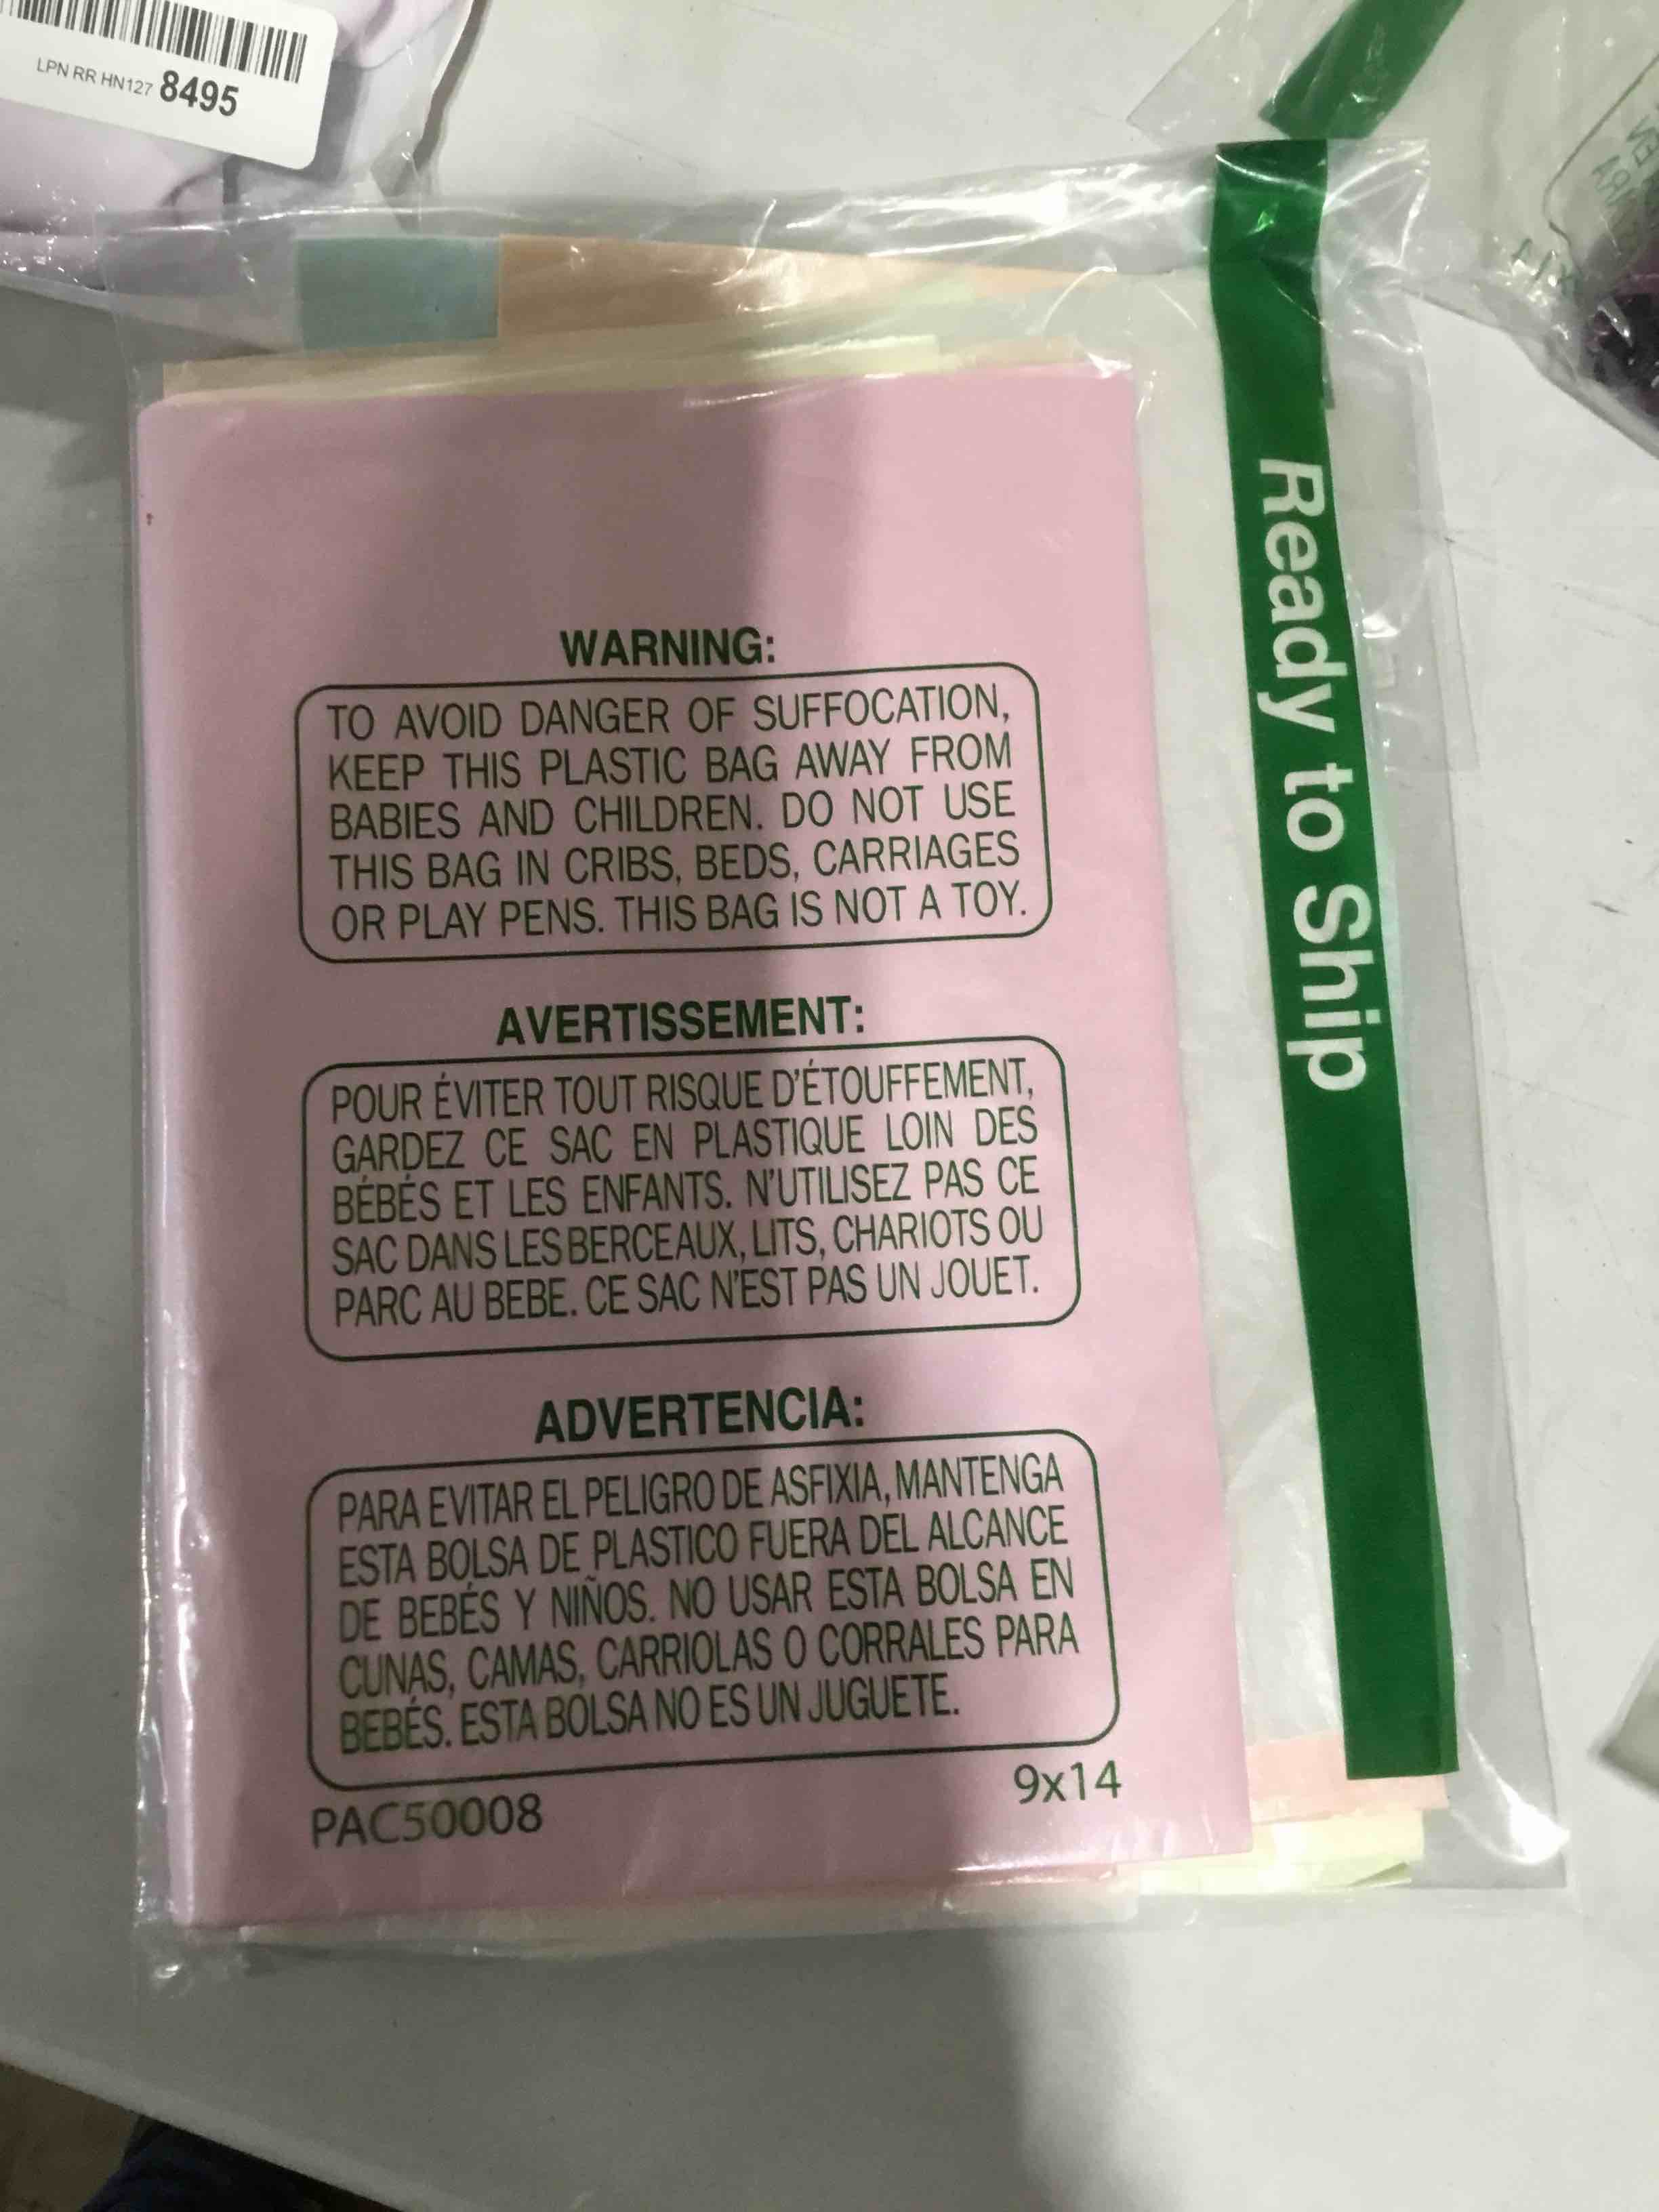 LPN RR HN127 8495
Ready to Ship
WARNING:
TO AVOID DANGER OF SUFFOCATION,
KEEP THIS PLASTIC BAG AWAY FROM
BABIES AND CHILDREN. DO NOT USE
THIS BAG IN CRIBS, BEDS, CARRIAGES
OR PLAY PENS. THIS BAG IS NOT A TOY.
AVERTISSEMENT:
POUR ÉVITER TOUT RISQUE D'ÉTOUFFEMENT,
GARDEZ CE SAC EN PLASTIQUE LOIN DES
BÉBÉS ET LES ENFANTS. N'UTILISEZ PAS CE
SAC DANS LES BERCEAUX, LITS, CHARIOTS OU
PARC AU BEBE. CE SAC N'EST PAS UN JOUET.
ADVERTENCIA:
PARA EVITAR EL PELIGRO DE ASFIXIA, MANTENGA
ESTA BOLSA DE PLASTICO FUERA DEL ALCANCE
DE BEBÉS Y NIÑOS. NO USAR ESTA BOLSA EN
CUNAS, CAMAS, CARRIOLAS O CORRALES PARA
BEBÉS. ESTA BOLSA NO ES UN JUGUETE.
PAC50008
9x14